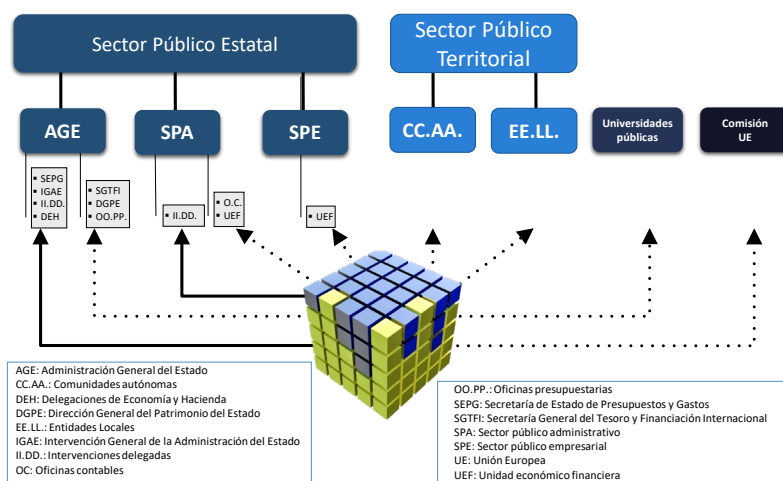 Sector Público Estatal
Sector Público
Territorial
AGE
SPA
SPE
CC.AA.
EE.LL.
Universidades
públicas
Comisión
UE
▪ SEPG
▪ IGAE
▪ II.DD.
▪ DEH
▪ SGTFI
▪ DGPE
▪ OO.PP.
▪ II.DD.
▪ O.C.
▪ UEF
▪ UEF
AGE: Administración General del Estado
CC.AA.: Comunidades autónomas
DEH: Delegaciones de Economía y Hacienda
DGPE: Dirección General del Patrimonio del Estado
EE.LL.: Entidades Locales
IGAE: Intervención General de la Administración del Estado
II.DD.: Intervenciones delegadas
OC: Oficinas contables
OO.PP.: Oficinas presupuestarias
SEPG: Secretaría de Estado de Presupuestos y Gastos
SGTFI: Secretaría General del Tesoro y Financiación Internacional
SPA: Sector público administrativo
SPE: Sector público empresarial
UE: Unión Europea
UEF: Unidad económico financiera